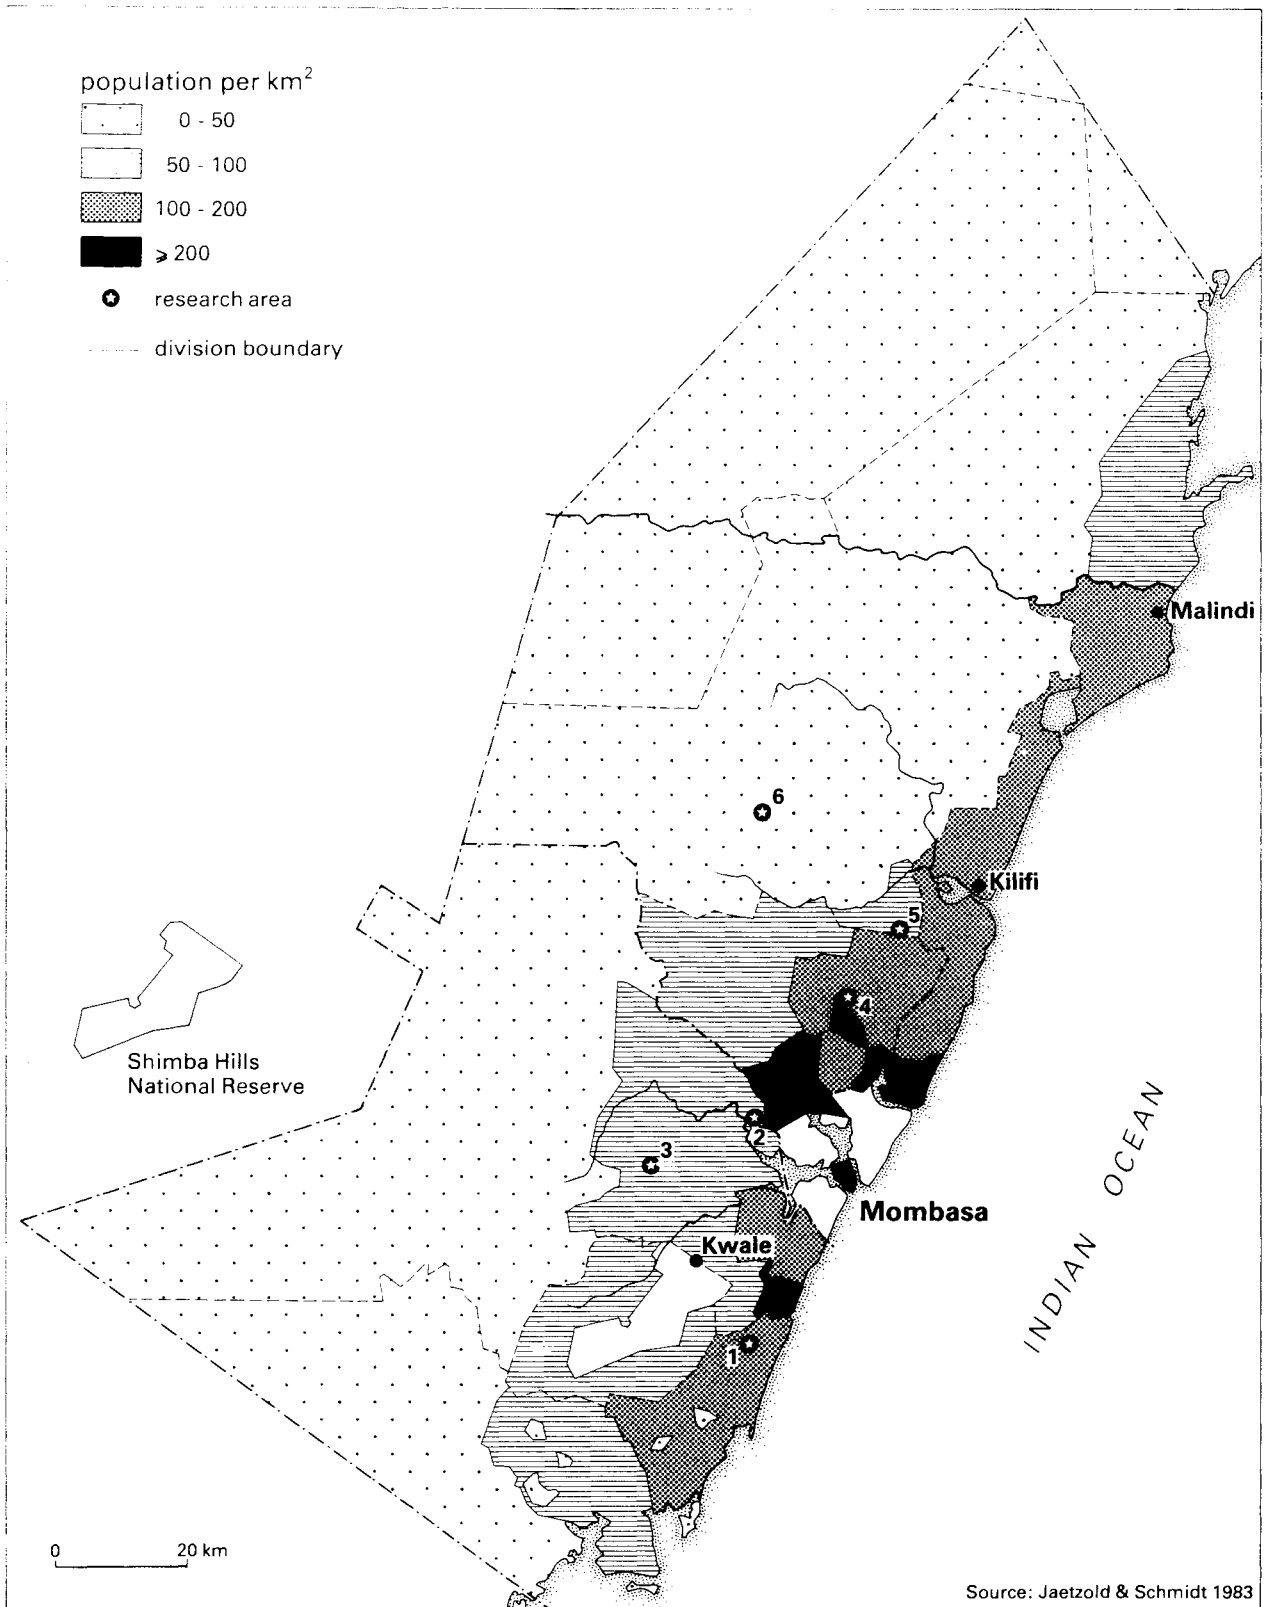 population per km²
0 - 50
50 - 100
100 - 200
⩾ 200
research area
division boundary
Malindi
6
Kilifi
5
4
Shimba Hills
National Reserve
2
3
Mombasa
Kwale
INDIAN OCEAN
1
0 20 km
Source: Jaetzold & Schmidt 1983